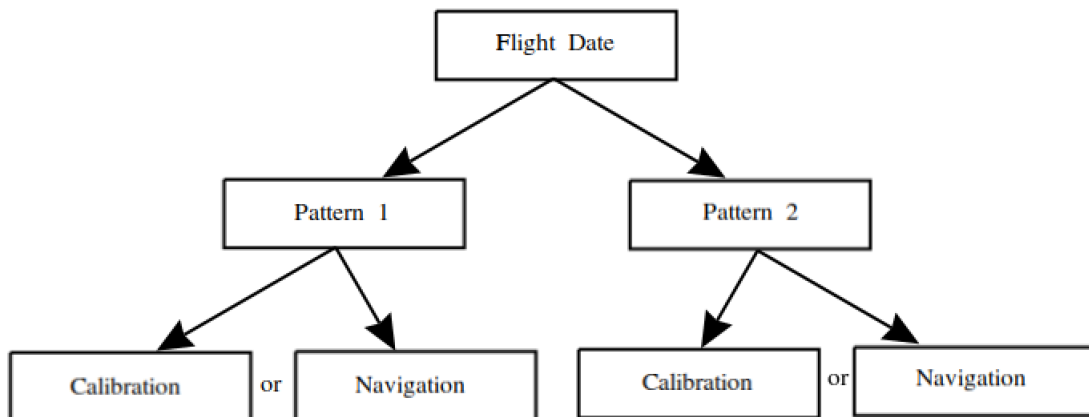 Flight Date
Pattern 1
Pattern 2
Calibration or Navigation
Calibration or Navigation